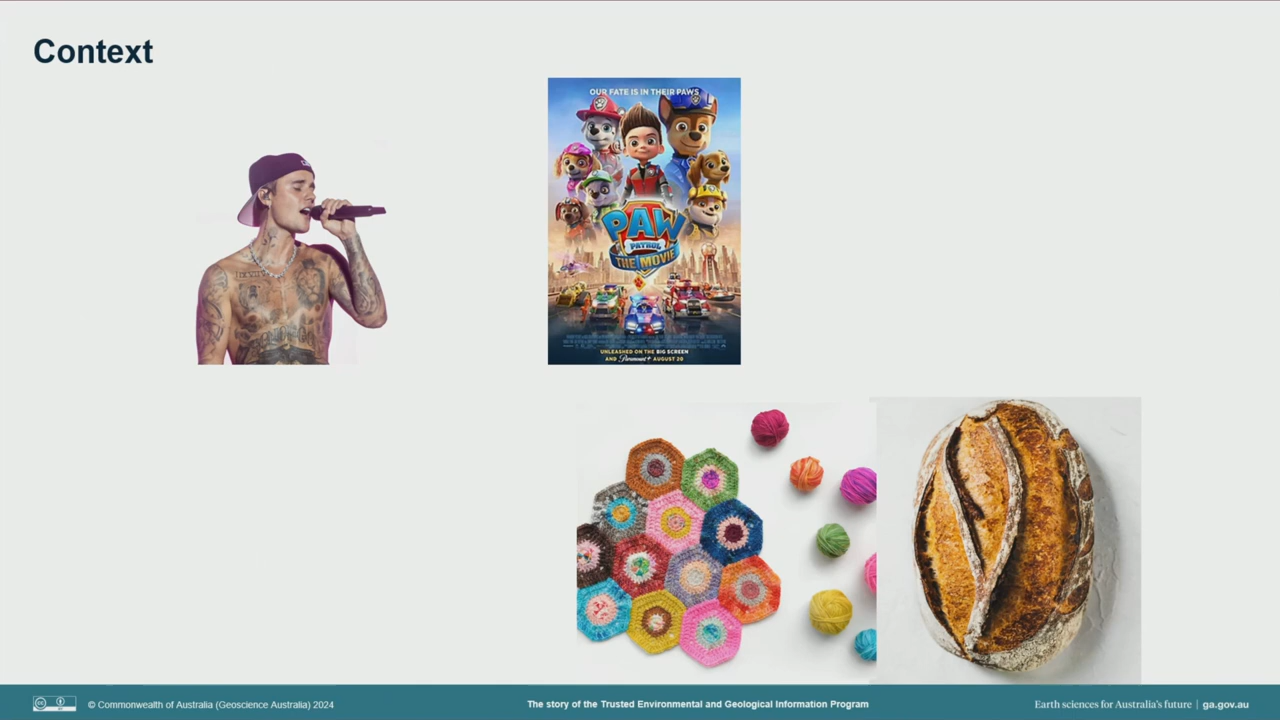 Context
OUR FATE IS IN THEIR PAWS
PAW
PATROL
THE MOVIE
UNLEASHED ON THE BIG SCREEN
AND Paramount+ AUGUST 20
© Commonwealth of Australia (Geoscience Australia) 2024
The story of the Trusted Environmental and Geological Information Program
Earth sciences for Australia's future | ga.gov.au